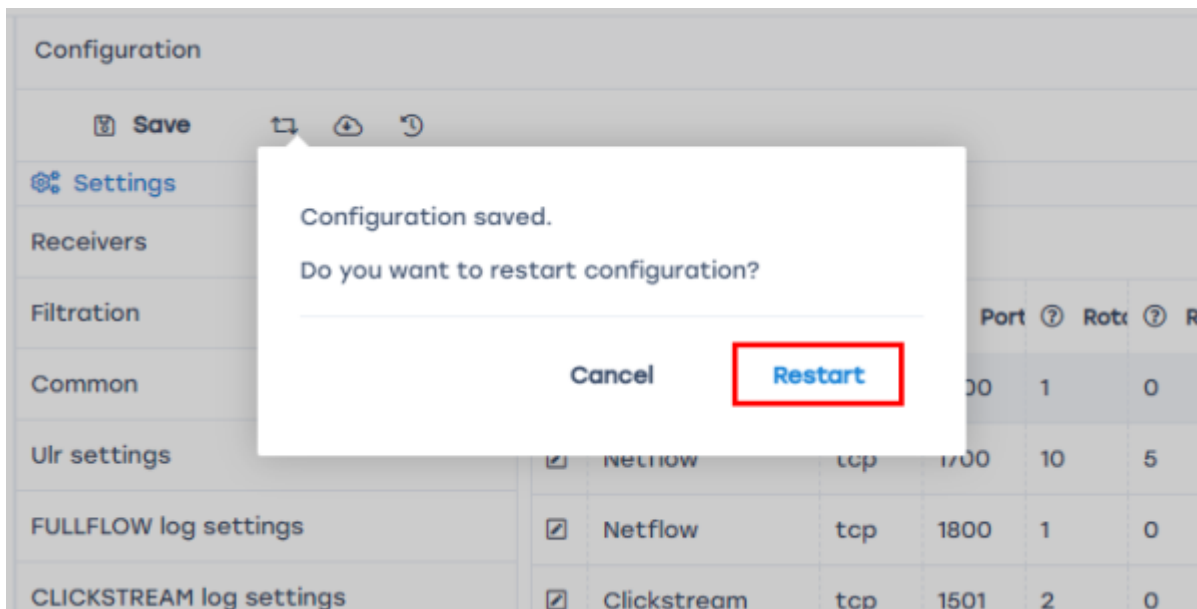 Configuration
Save
Settings
Configuration saved.
Receivers
Do you want to restart configuration?
Filtration
Port Rota
Cancel Restart
Common
1 0
Ulr settings
Netflow tcp 1700 10 5
FULLFLOW log settings
Netflow tcp 1800 1 0
CLICKSTREAM log settings
Clickstream tcp 1501 2 0